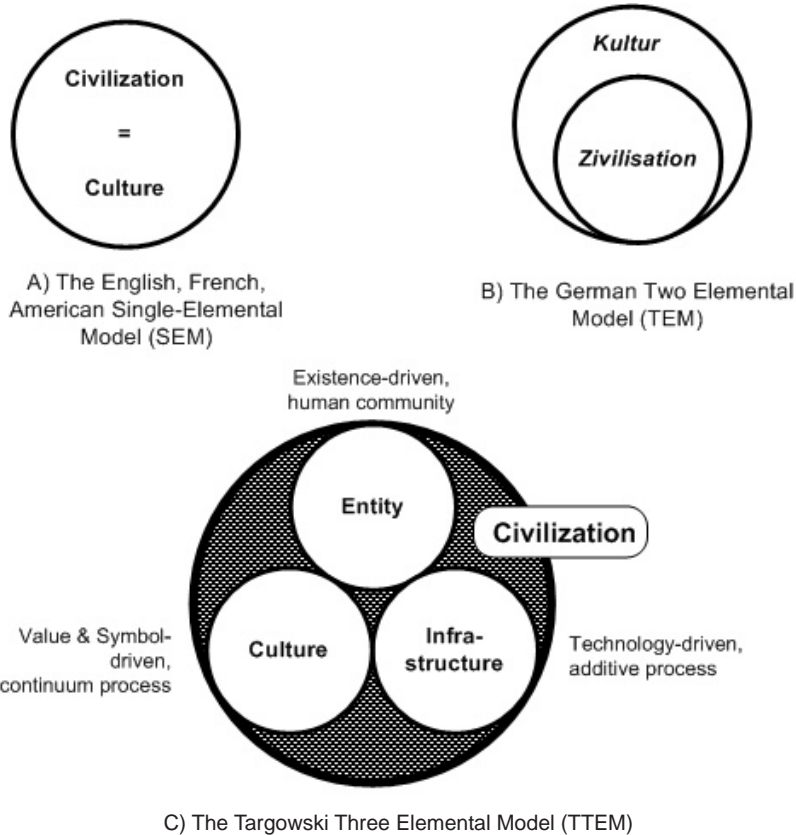 Civilization
=
Culture
A) The English, French,
American Single-Elemental
Model (SEM)
Kultur
Zivilisation
B) The German Two Elemental
Model (TEM)
Existence-driven,
human community
Entity
Civilization
Value & Symbol-
driven,
continuum process
Culture
Infra-
structure
Technology-driven,
additive process
C) The Targowski Three Elemental Model (TTEM)